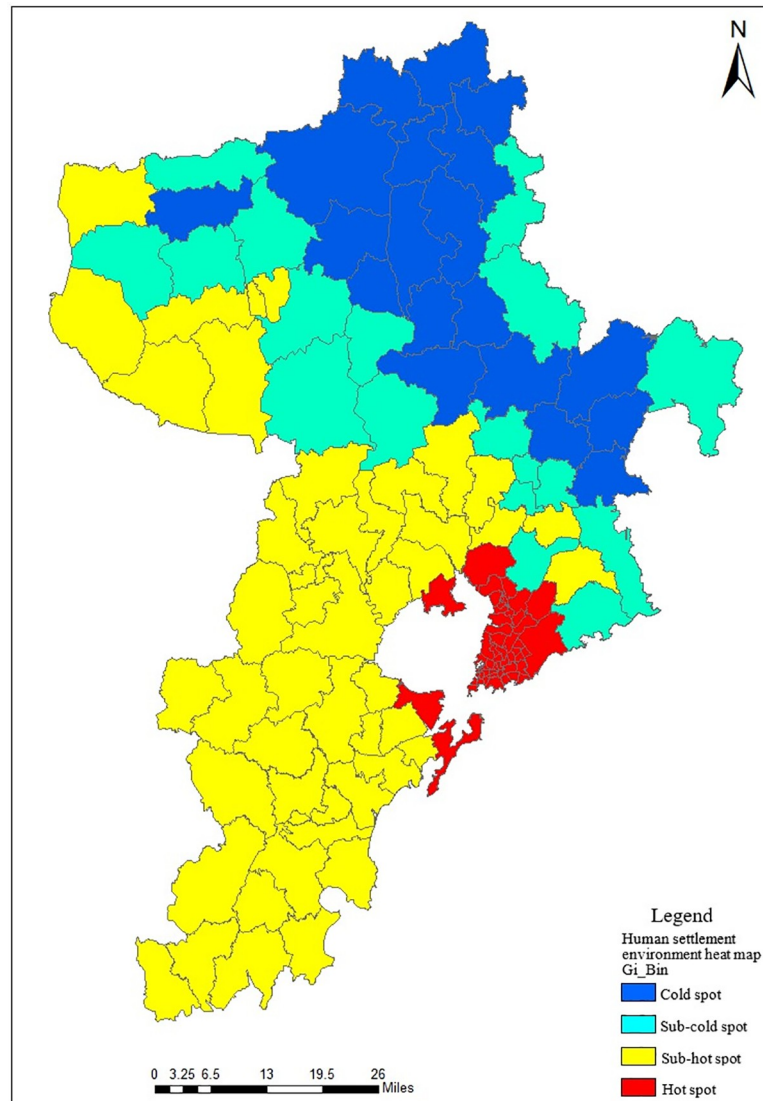 N
Legend
Human settlement
environment heat map
Gi_Bin
Cold spot
Sub-cold spot
Sub-hot spot
Hot spot
0 3.25 6.5 13 19.5 26
Miles